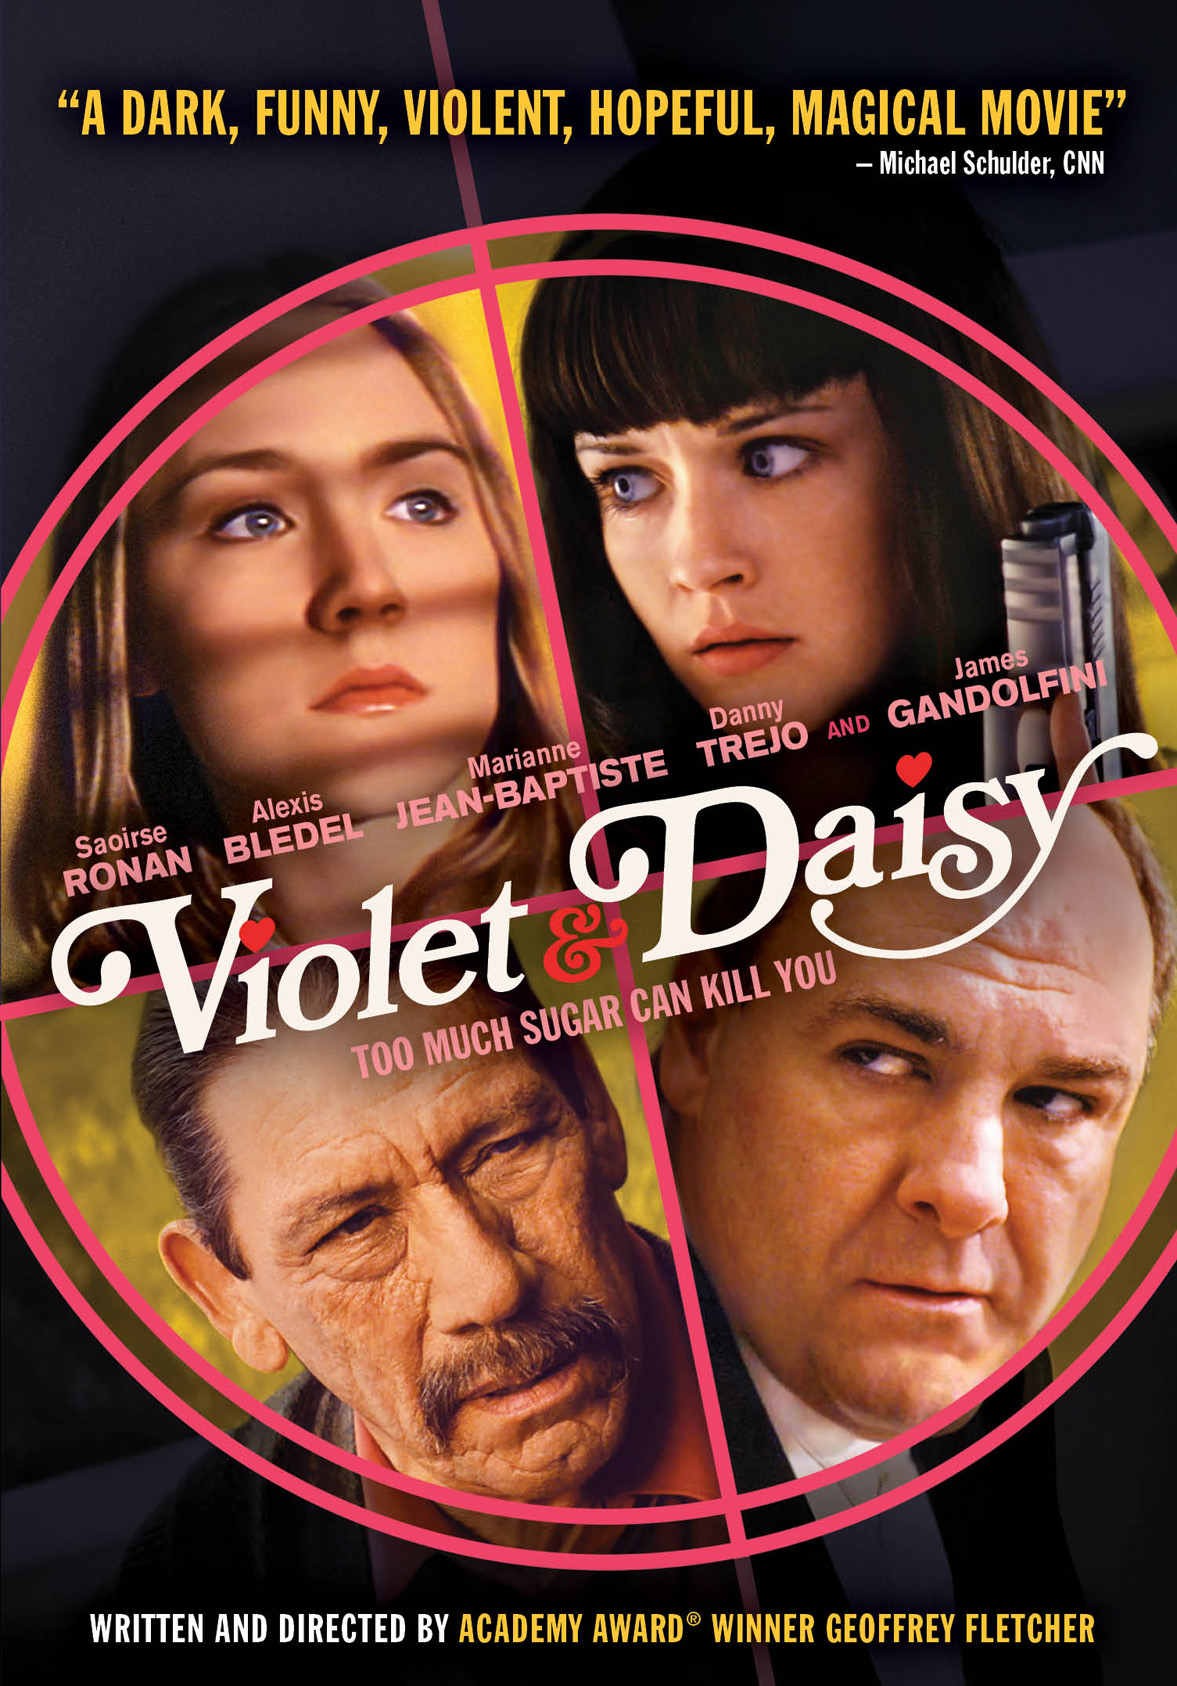 “A DARK, FUNNY, VIOLENT, HOPEFUL, MAGICAL MOVIE”
– Michael Schulder, CNN
Saoirse
RONAN
Alexis
BLEDEL
Marianne
JEAN-BAPTISTE
Danny
TREJO
AND
James
GANDOLFINI
Violet & Daisy
TOO MUCH SUGAR CAN KILL YOU
WRITTEN AND DIRECTED BY ACADEMY AWARD® WINNER GEOFFREY FLETCHER